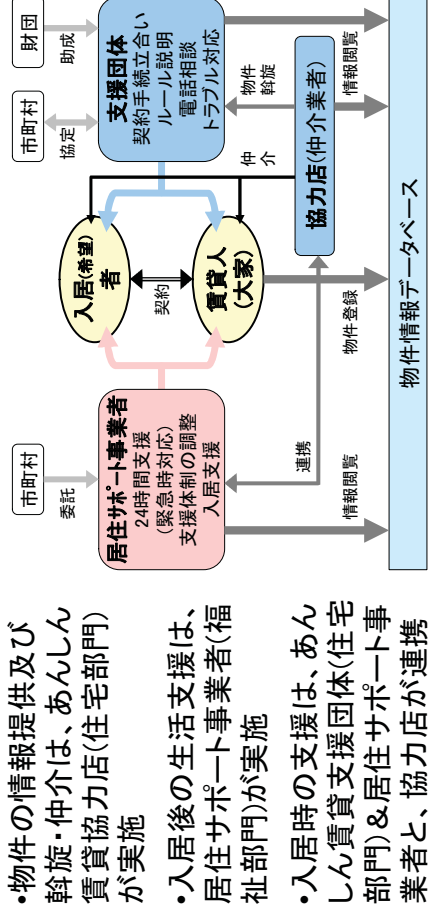 •物件の情報提供及び
斡旋・仲介は、あんしん
賃貸協力店(住宅部門)
が実施
•入居後の生活支援は、
居住サポート事業者(福
祉部門)が実施
•入居時の支援は、あん
しん賃貸支援団体(住宅
部門)&居住サポート事
業者と、協力店が連携
市町村
委託
居住サポート事業者
24時間支援
(緊急時対応)
支援体制の調整
入居支援
連携
情報閲覧
入居(希望)
者
契約
賃貸人
(大家)
物件登録
市町村
協定
財団
助成
支援団体
契約手続立合い
ルール説明
電話相談
トラブル対応
仲介
物件
斡旋
協力店(仲介業者)
情報閲覧
物件情報データベース